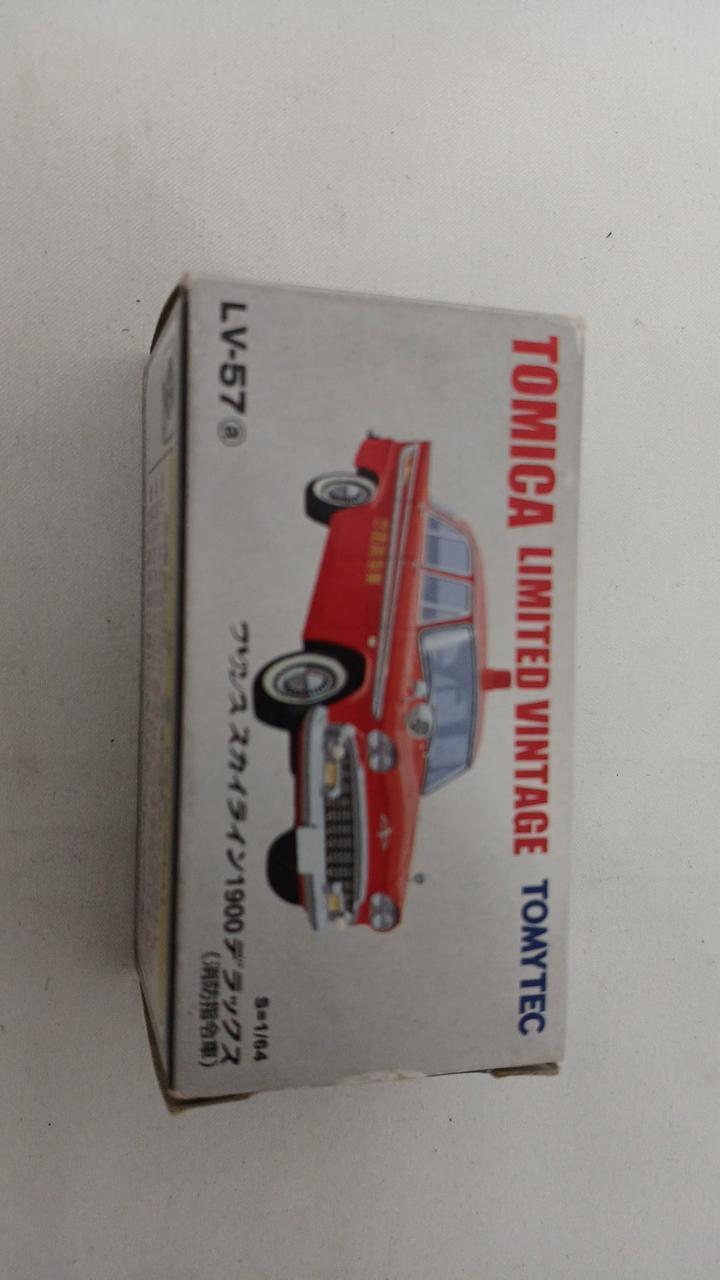 TOMICA LIMITED VINTAGE TOMYTEC
LV-57 ⓐ
S=1/64
プリンス スカイライン1900デラックス
(消防指令車)